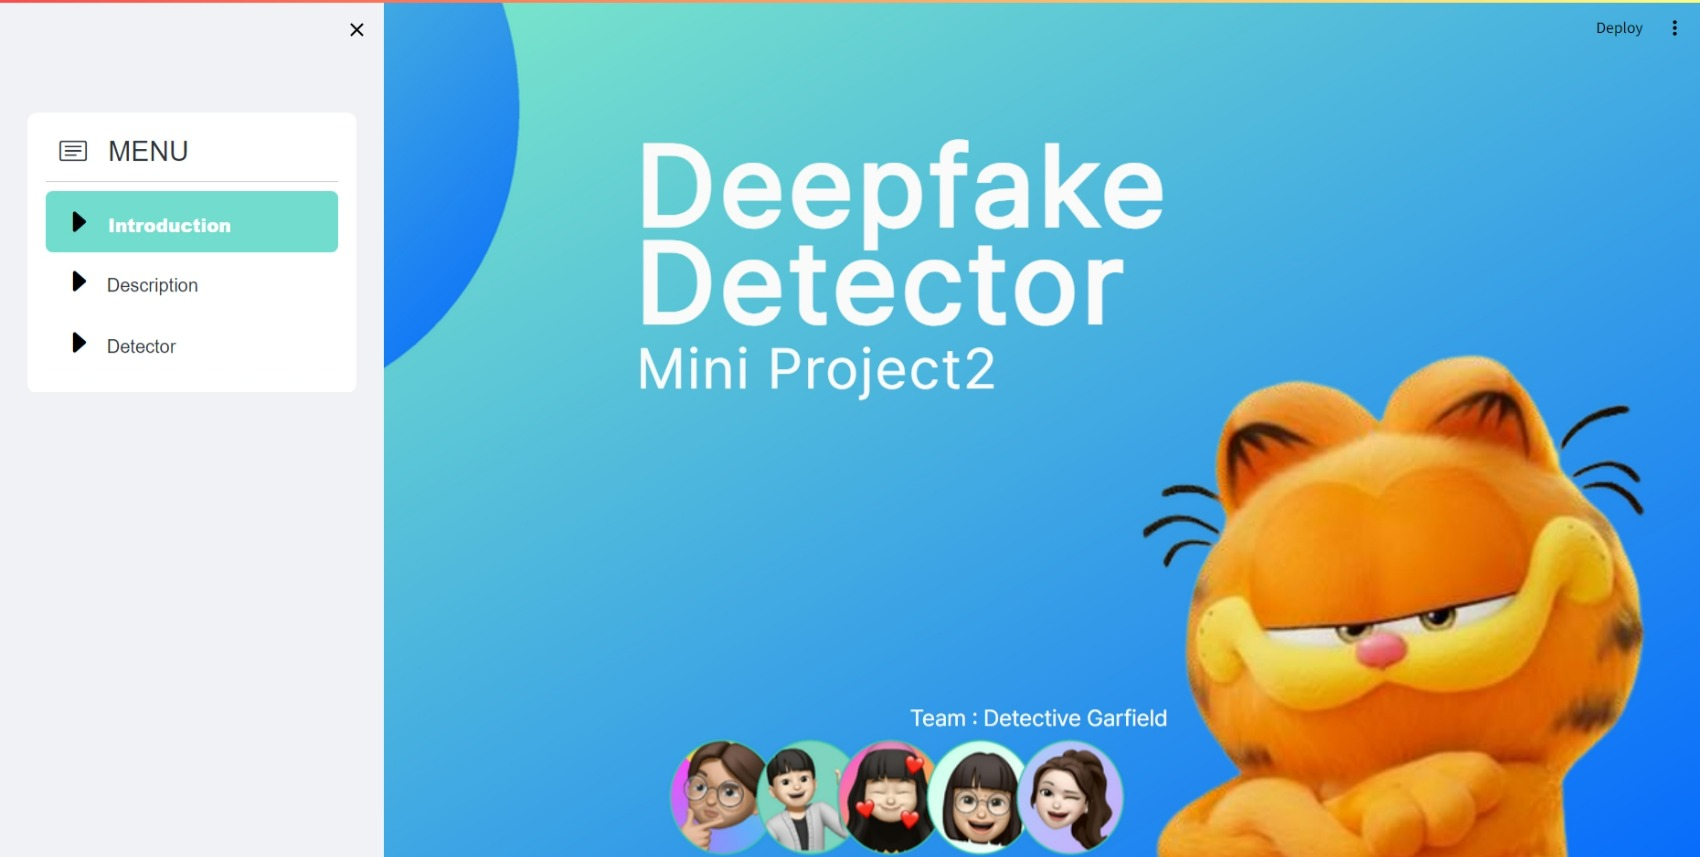 Deploy
MENU
Introduction
Description
Detector
Deepfake
Detector
Mini Project2
Team : Detective Garfield